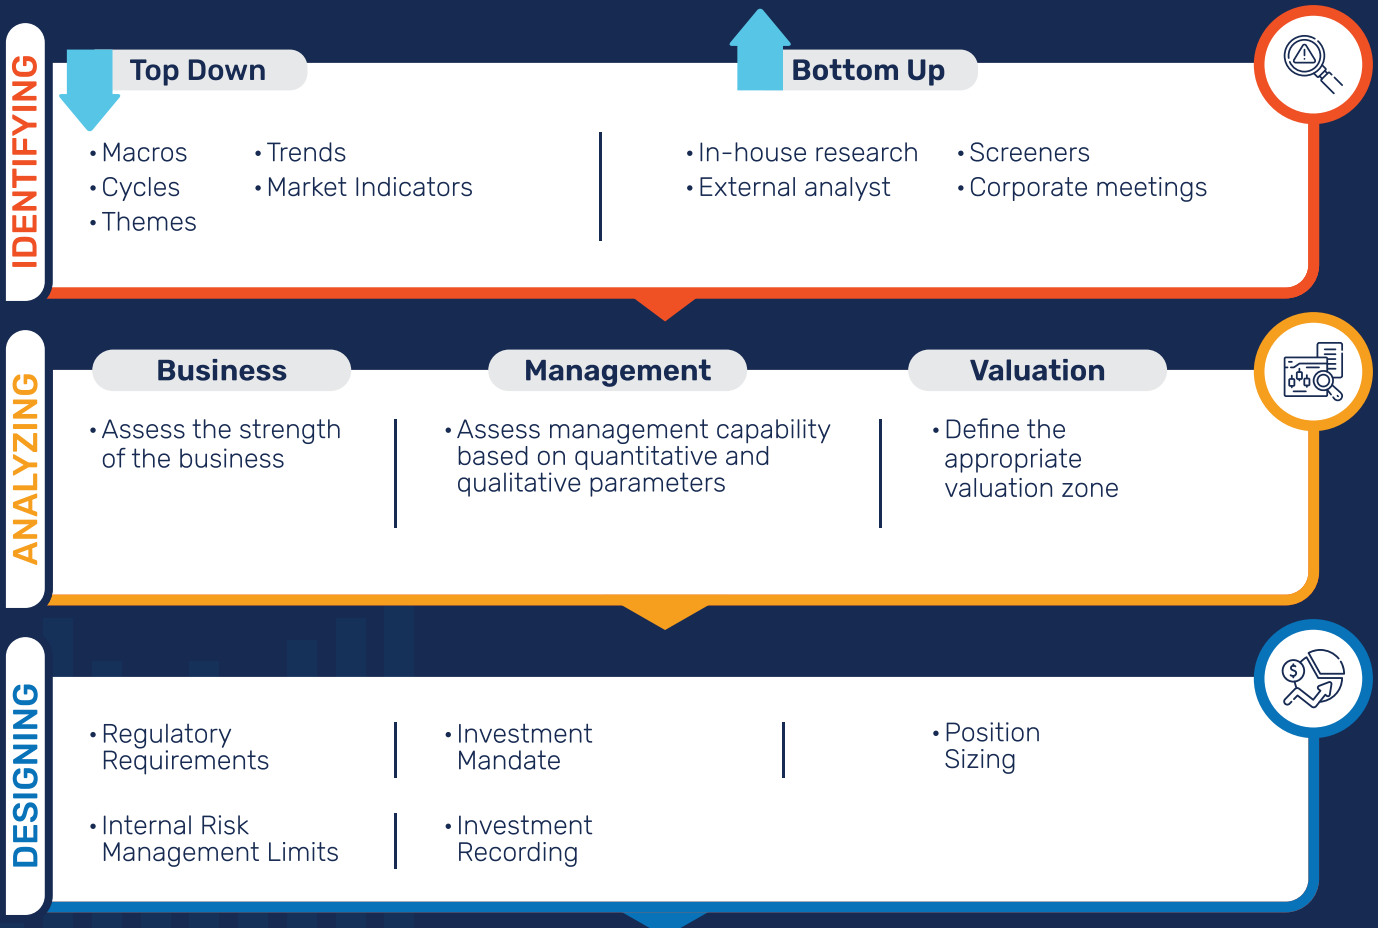 IDENTIFYING
Top Down
• Macros
• Cycles
• Themes
• Trends
• Market Indicators
Bottom Up
• In-house research
• External analyst
• Screeners
• Corporate meetings
ANALYZING
Business
• Assess the strength
of the business
Management
• Assess management capability
based on quantitative and
qualitative parameters
Valuation
• Define the
appropriate
valuation zone
DESIGNING
• Regulatory
Requirements
• Internal Risk
Management Limits
• Investment
Mandate
• Investment
Recording
• Position
Sizing
$